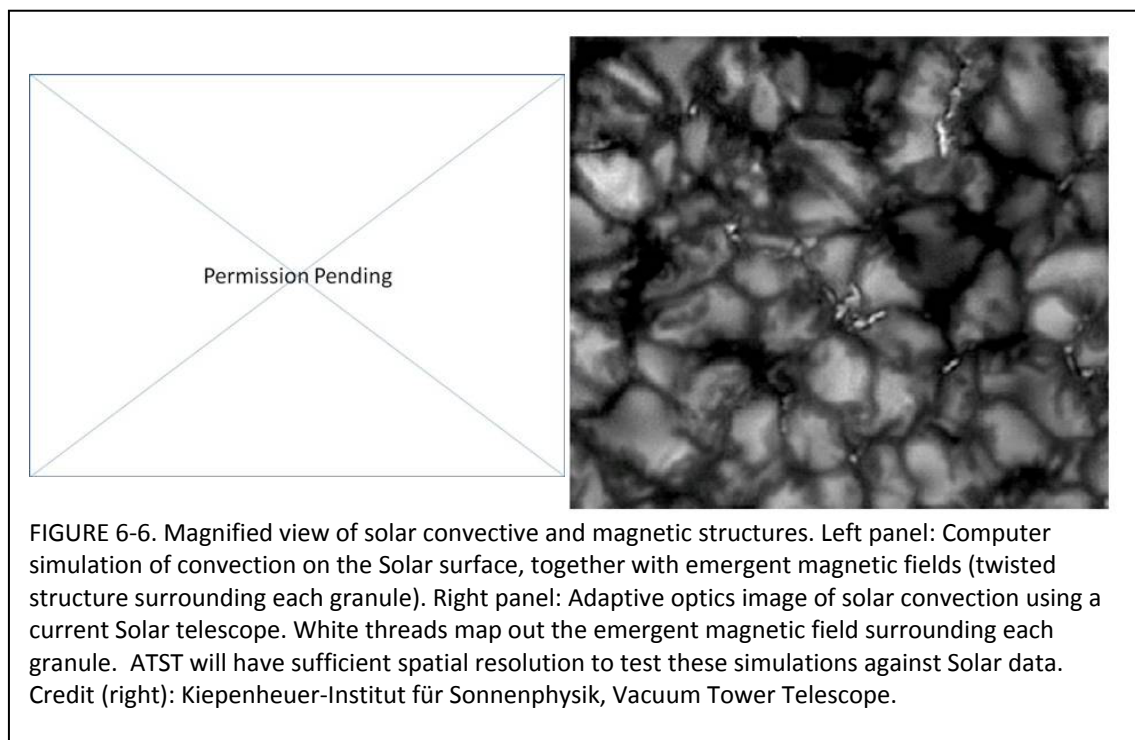 Permission Pending
FIGURE 6-6. Magnified view of solar convective and magnetic structures. Left panel: Computer
simulation of convection on the Solar surface, together with emergent magnetic fields (twisted
structure surrounding each granule). Right panel: Adaptive optics image of solar convection using a
current Solar telescope. White threads map out the emergent magnetic field surrounding each
granule.  ATST will have sufficient spatial resolution to test these simulations against Solar data.
Credit (right): Kiepenheuer-Institut für Sonnenphysik, Vacuum Tower Telescope.